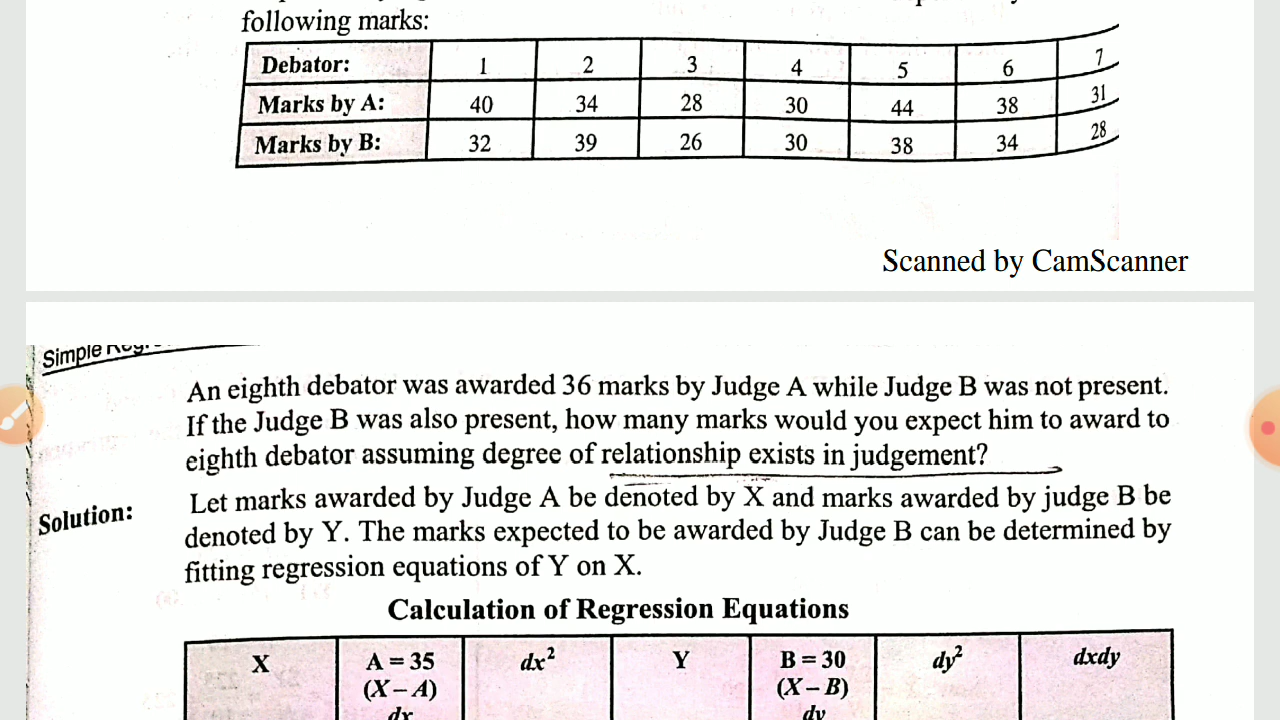 following marks:
Debator: 1 2 3 4 5 6 7
Marks by A: 40 34 28 30 44 38 31
Marks by B: 32 39 26 30 38 34 28
Scanned by CamScanner
Simple
An eighth debator was awarded 36 marks by Judge A while Judge B was not present.
If the Judge B was also present, how many marks would you expect him to award to
eighth debator assuming degree of relationship exists in judgement?
Solution: Let marks awarded by Judge A be denoted by X and marks awarded by judge B be
denoted by Y. The marks expected to be awarded by Judge B can be determined by
fitting regression equations of Y on X.
Calculation of Regression Equations
X A = 35 dx² Y B = 30 dy² dxdy
(X – A) (X – B)
dx dy